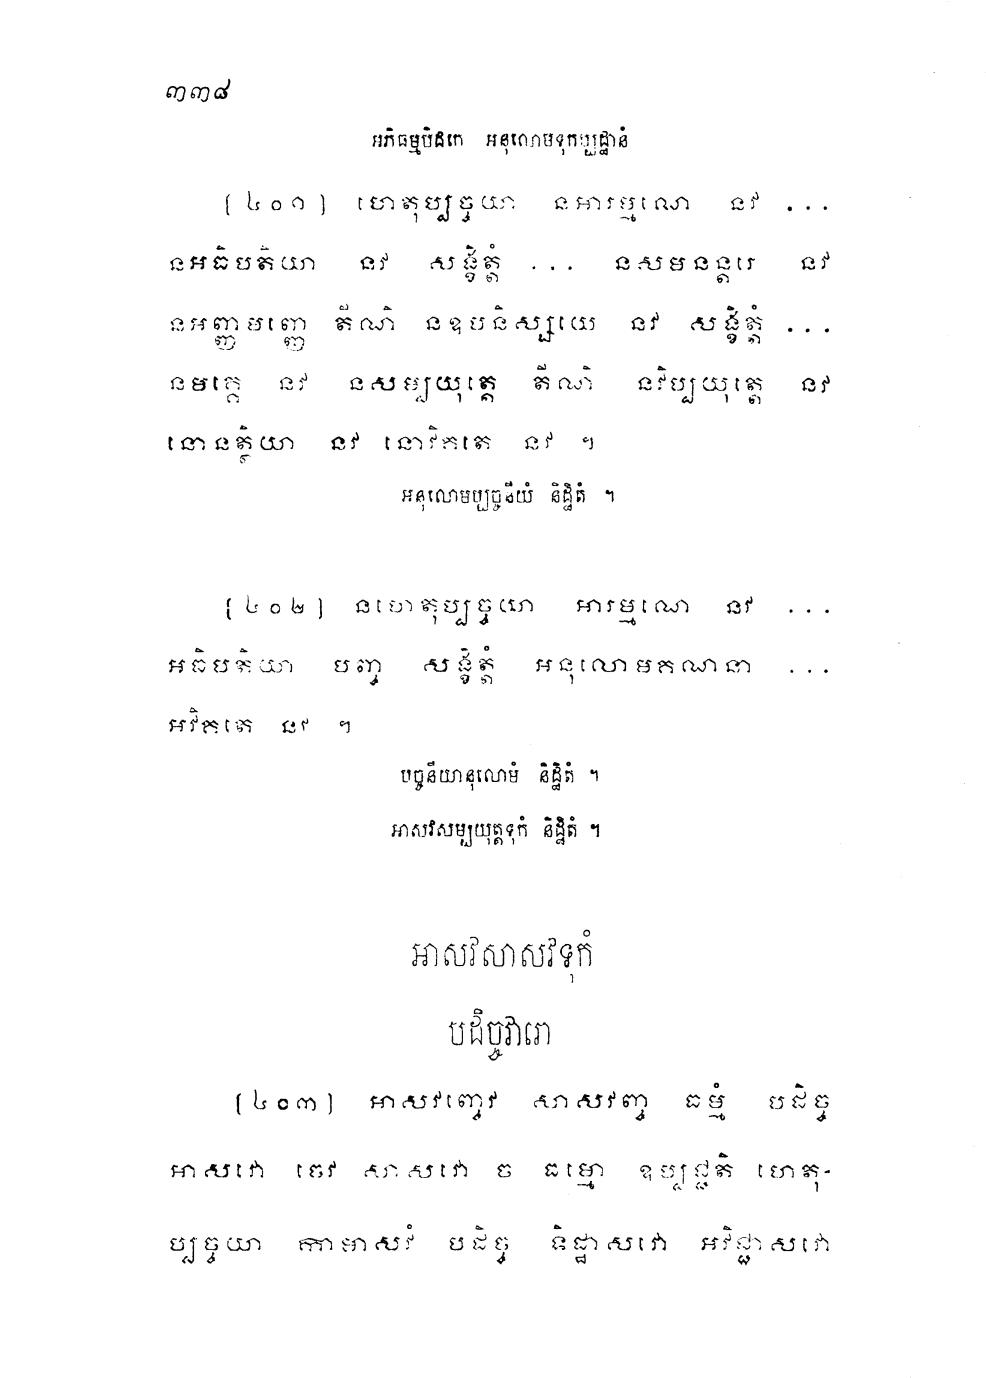 ៣៣៨
អភិធម្មបិដកេ អនុលោមទុកប្បដ្ឋានំ
(៤០១) ហេតុប្បច្ចយា នអារម្មណេ នវ ...
នអធិបតិយា នវ សង្ខិត្តំ ... នសមនន្តរេ នវ
នអញ្ញមញ្ញេ តីណិ នឧបនិស្សយេ នវ សង្ខិត្តំ ...
នមគ្គេ នវ នសម្បយុត្តេ តីណិ នវិប្បយុត្តេ នវ
នោនត្ថិយា នវ នោវិគតេ នវ ។
អនុលោមប្បច្ចនីយំ និដ្ឋិតំ ។
(៤០២) នហេតុប្បច្ចយា អារម្មណេ នវ ...
អធិបតិយា បញ្ច សង្ខិត្តំ អនុលោមគណនា ...
អវិគតេ នវ ។
បច្ចនីយានុលោមំ និដ្ឋិតំ ។
អាសវសម្បយុត្តទុកំ និដ្ឋិតំ ។
អាសវសាសវទុកំ
បដិច្ចវារោ
(៤០៣) អាសវញ្ចេវ សាសវញ្ច ធម្មំ បដិច្ច
អាសវោ ចេវ សាសវោ ច ធម្មោ ឧប្បជ្ជតិ ហេតុ-
ប្បច្ចយា កាមាសវំ បដិច្ច ទិដ្ឋាសវោ អវិជ្ជាសវោ